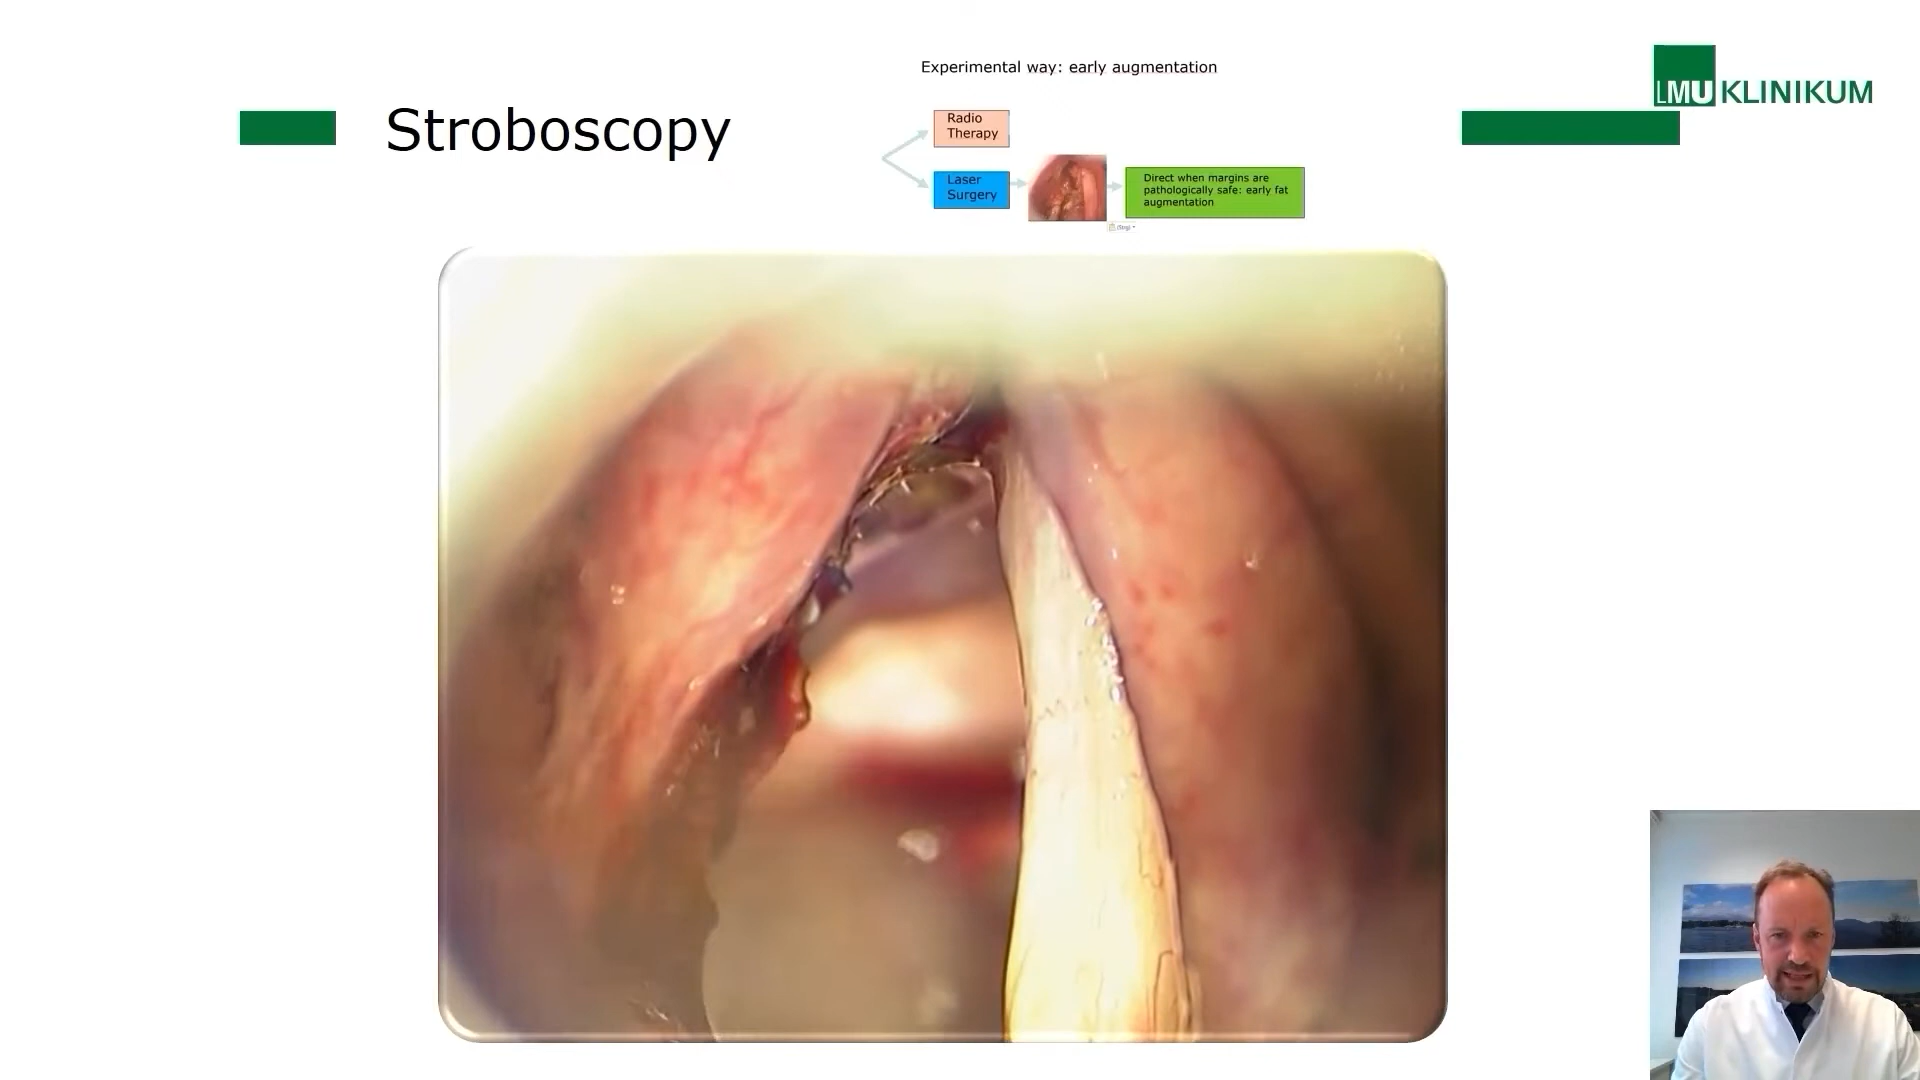 Experimental way: early augmentation
LMU KLINIKUM
Stroboscopy
Radio
Therapy
Laser
Surgery
Direct when margins are
pathologically safe: early fat
augmentation
(Strg)